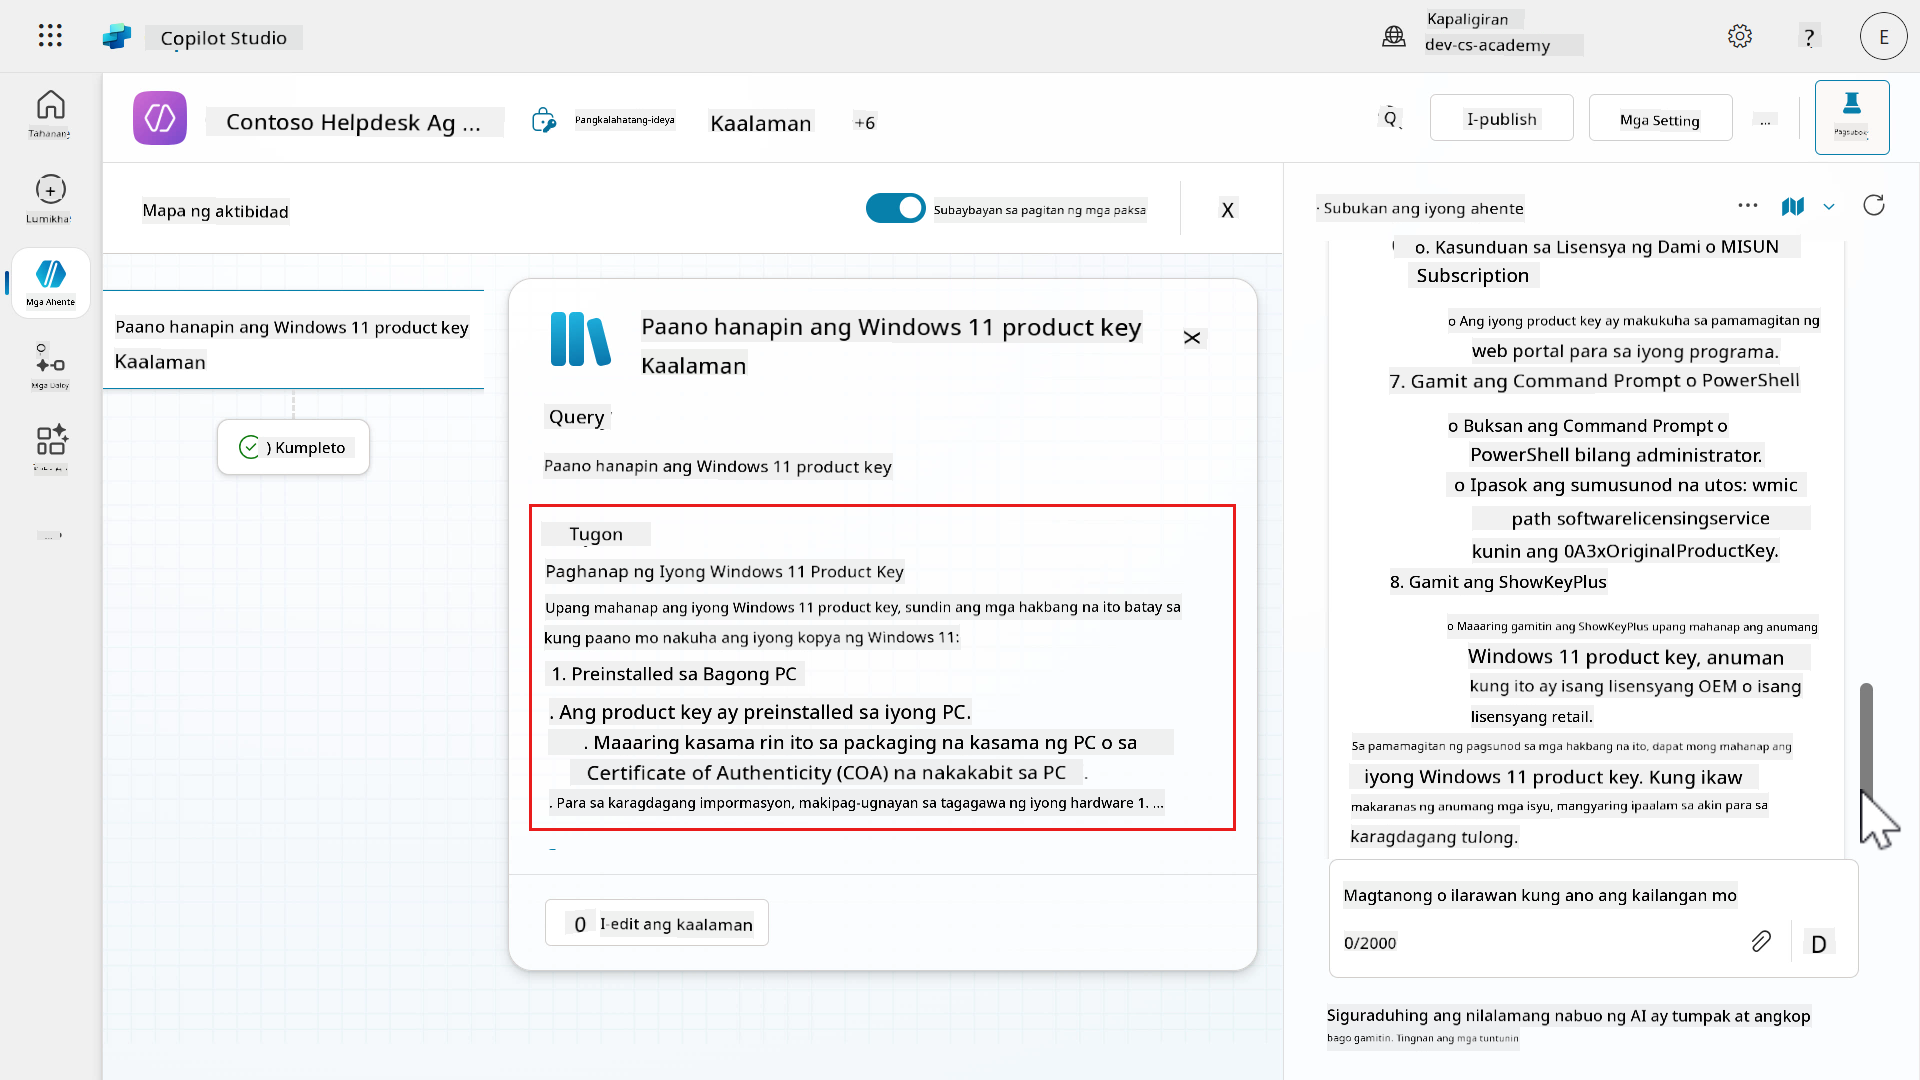 Copilot Studio
Kapaligiran
dev-cs-academy
?
E
Tahanan
Contoso Helpdesk Ag ...
Pangkalahatang-ideya
Kaalaman
+6
I-publish
Mga Setting
...
Pagsubok
Lumikha
Mga Ahente
Mapa ng aktibidad
Subaybayan sa pagitan ng mga paksa
X
Paano hanapin ang Windows 11 product key
Kaalaman
) Kumpleto
Paano hanapin ang Windows 11 product key
Kaalaman
Query
Paano hanapin ang Windows 11 product key
Tugon
Paghanap ng Iyong Windows 11 Product Key
Upang mahanap ang iyong Windows 11 product key, sundin ang mga hakbang na ito batay sa
kung paano mo nakuha ang iyong kopya ng Windows 11:
1. Preinstalled sa Bagong PC
. Ang product key ay preinstalled sa iyong PC.
. Maaaring kasama rin ito sa packaging na kasama ng PC o sa
Certificate of Authenticity (COA) na nakakabit sa PC .
. Para sa karagdagang impormasyon, makipag-ugnayan sa tagagawa ng iyong hardware 1. ...
0 I-edit ang kaalaman
· Subukan ang iyong ahente
o. Kasunduan sa Lisensya ng Dami o MISUN
Subscription
o Ang iyong product key ay makukuha sa pamamagitan ng
web portal para sa iyong programa.
7. Gamit ang Command Prompt o PowerShell
o Buksan ang Command Prompt o
PowerShell bilang administrator.
o Ipasok ang sumusunod na utos: wmic
path softwarelicensingservice
kunin ang 0A3xOriginalProductKey.
8. Gamit ang ShowKeyPlus
o Maaaring gamitin ang ShowKeyPlus upang mahanap ang anumang
Windows 11 product key, anuman
kung ito ay isang lisensyang OEM o isang
lisensyang retail.
Sa pamamagitan ng pagsunod sa mga hakbang na ito, dapat mong mahanap ang
iyong Windows 11 product key. Kung ikaw
makaranas ng anumang mga isyu, mangyaring ipaalam sa akin para sa
karagdagang tulong.
Magtanong o ilarawan kung ano ang kailangan mo
0/2000
D
Siguraduhing ang nilalamang nabuo ng AI ay tumpak at angkop
bago gamitin. Tingnan ang mga tuntunin